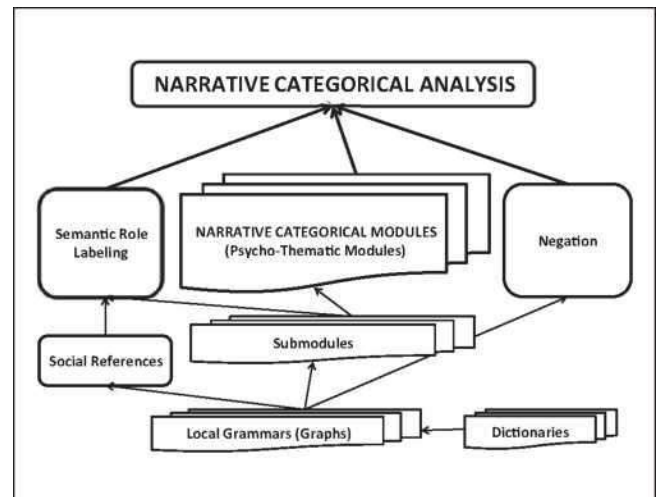 NARRATIVE CATEGORICAL ANALYSIS
Semantic Role
Labeling
NARRATIVE CATEGORICAL MODULES
(Psycho-Thematic Modules)
Negation
Submodules
Social References
Local Grammars (Graphs)
Dictionaries